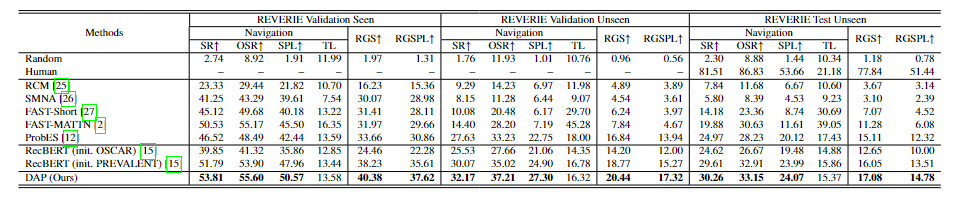 Methods REVERIE Validation Seen REVERIE Validation Unseen REVERIE Test Unseen
Navigation RGS↑ RGSPL↑ Navigation RGS↑ RGSPL↑ Navigation RGS↑ RGSPL↑
SR↑ OSR↑ SPL↑ TL SR↑ OSR↑ SPL↑ TL SR↑ OSR↑ SPL↑ TL
Random 2.74 8.92 1.91 11.99 1.97 1.31 1.76 11.93 1.01 10.76 0.96 0.56 2.30 8.88 1.44 10.34 1.18 0.78
Human – – – – – – – – – – – – 81.51 86.83 53.66 21.18 77.84 51.44
RCM [25] 23.33 29.44 21.82 10.70 16.23 15.36 9.29 14.23 6.97 11.98 4.89 3.89 7.84 11.68 6.67 10.60 3.67 3.14
SMNA [26] 41.25 43.29 39.61 7.54 30.07 28.98 8.15 11.28 6.44 9.07 4.54 3.61 5.80 8.39 4.53 9.23 3.10 2.39
FAST-Short [27] 45.12 49.68 40.18 13.22 31.41 28.11 10.08 20.48 6.17 29.70 6.24 3.97 14.18 23.36 8.74 30.69 7.07 4.52
FAST-MATTN [2] 50.53 55.17 45.50 16.35 31.97 29.66 14.40 28.20 7.19 45.28 7.84 4.67 19.88 30.63 11.61 39.05 11.28 6.08
ProbES [12] 46.52 48.49 42.44 13.59 33.66 30.86 27.63 33.23 22.75 18.00 16.84 13.94 24.97 28.23 20.12 17.43 15.11 12.32
RecBERT (init. OSCAR) [15] 39.85 41.32 35.86 12.85 24.46 22.28 25.53 27.66 21.06 14.35 14.20 12.00 24.62 26.67 19.48 14.88 12.65 10.00
RecBERT (init. PREVALENT) [15] 51.79 53.90 47.96 13.44 38.23 35.61 30.07 35.02 24.90 16.78 18.77 15.27 29.61 32.91 23.99 15.86 16.05 13.51
DAP (Ours) 53.81 55.60 50.57 13.58 40.38 37.62 32.17 37.21 27.30 16.32 20.44 17.32 30.26 33.15 24.07 15.37 17.08 14.78